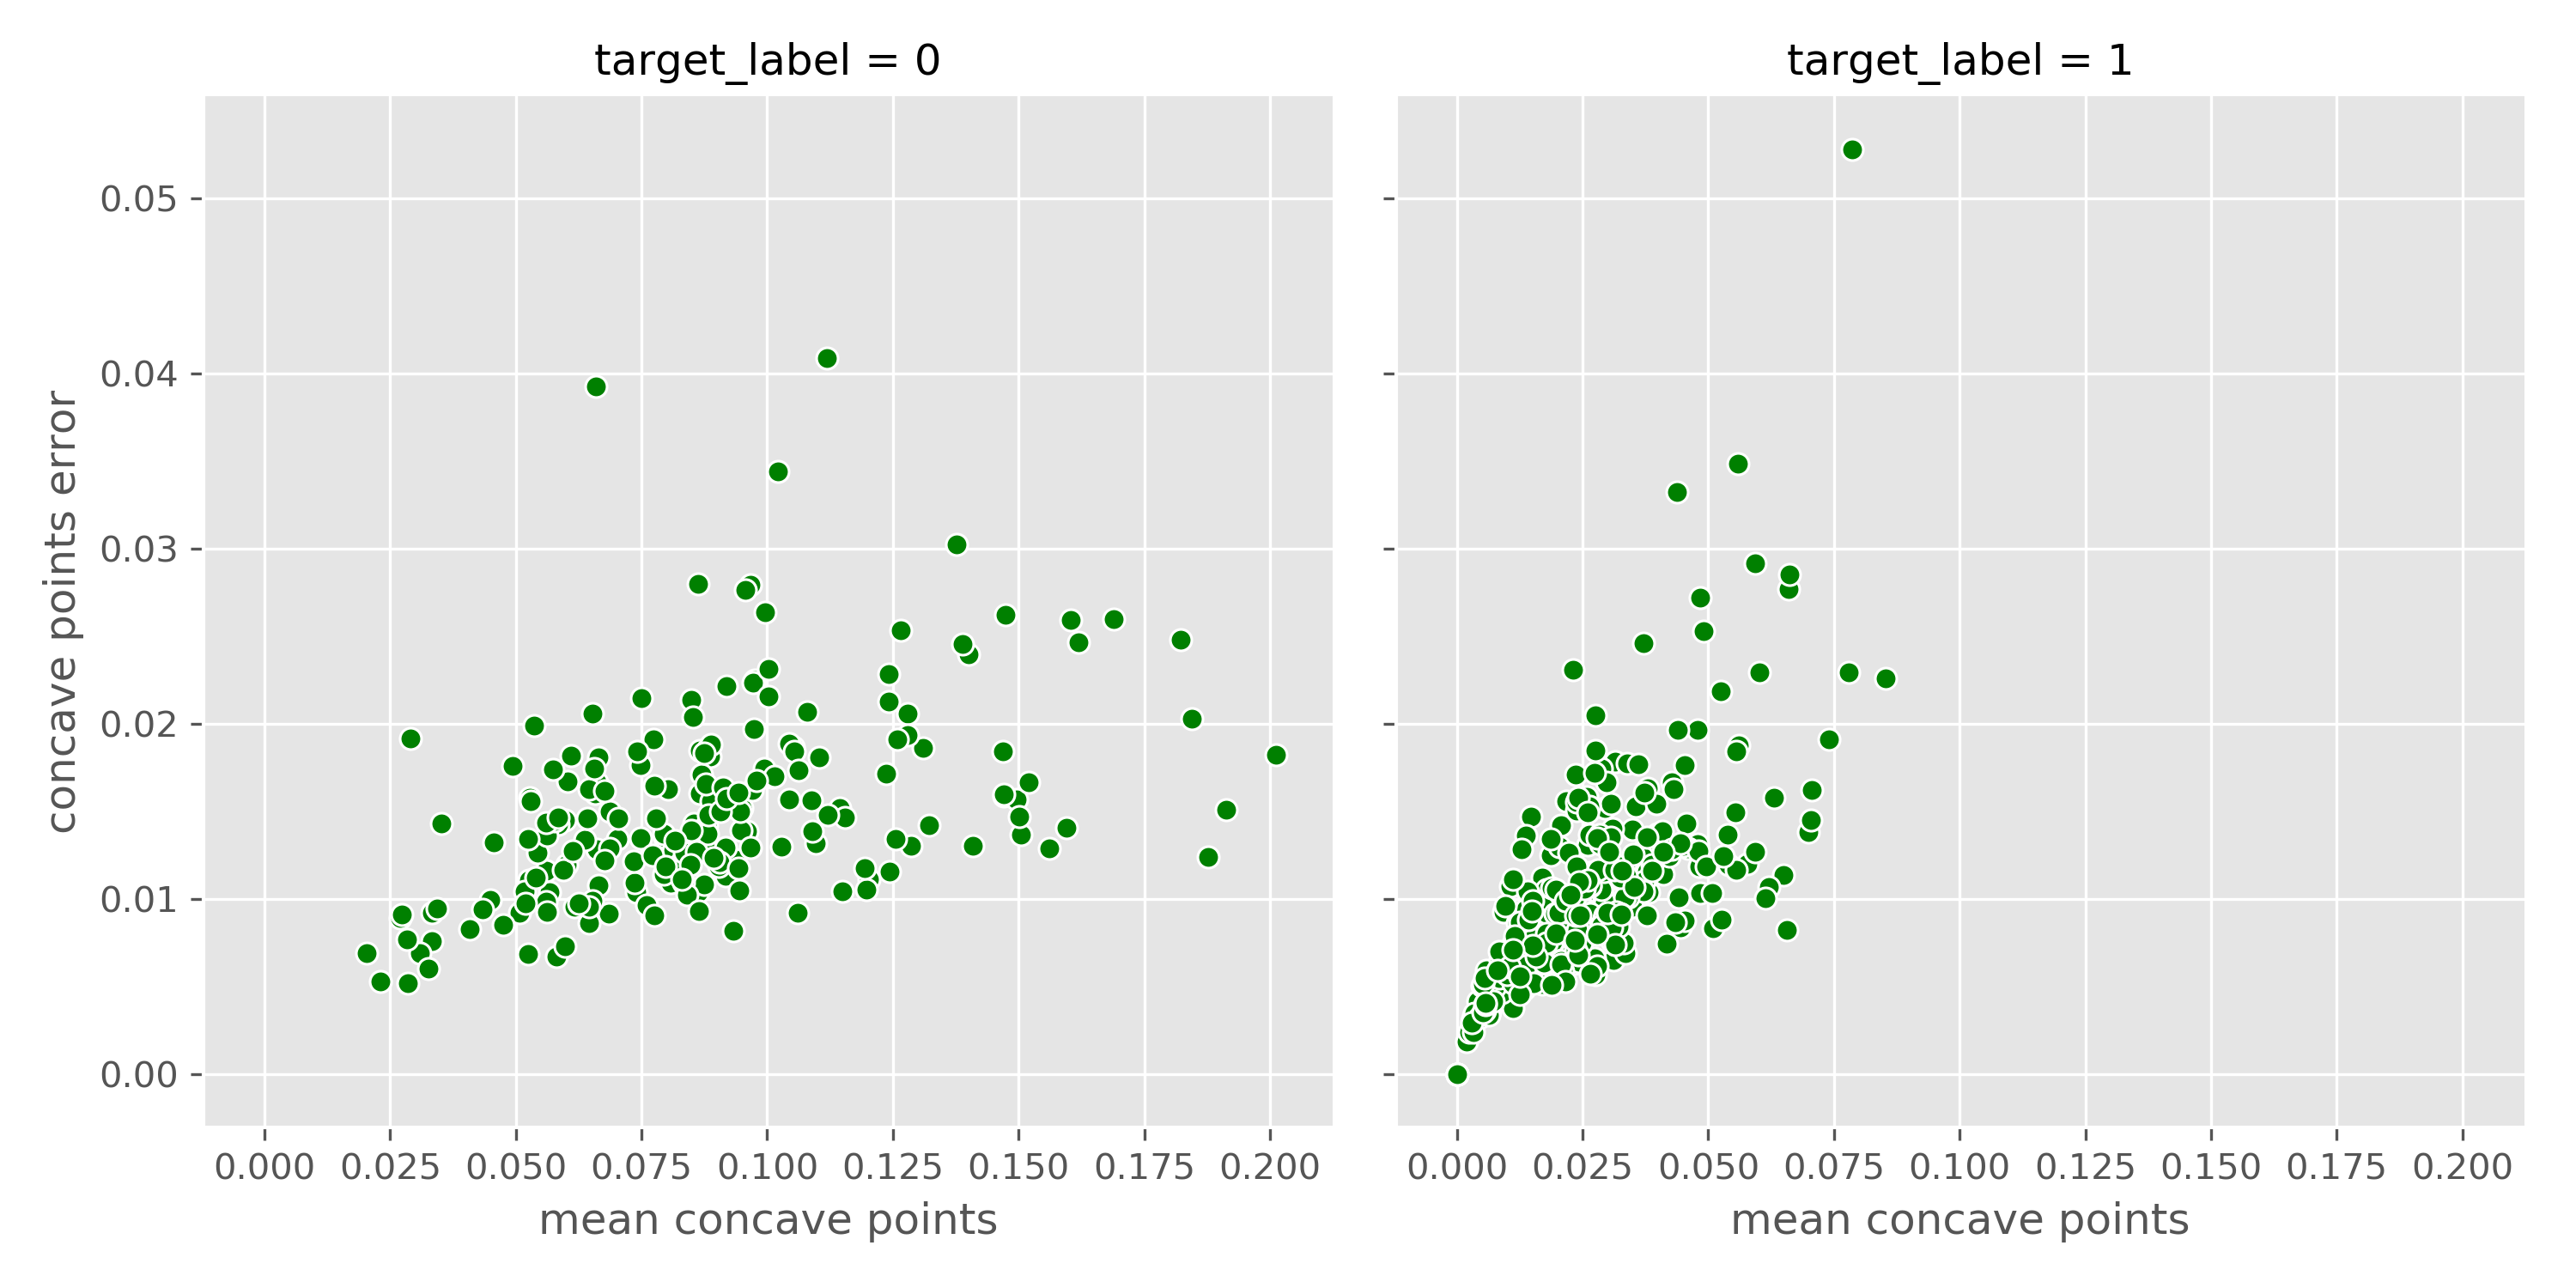 target_label = 0
target_label = 1
concave points error
0.05
0.04
0.03
0.02
0.01
0.00
0.000 0.025 0.050 0.075 0.100 0.125 0.150 0.175 0.200
0.000 0.025 0.050 0.075 0.100 0.125 0.150 0.175 0.200
mean concave points
mean concave points